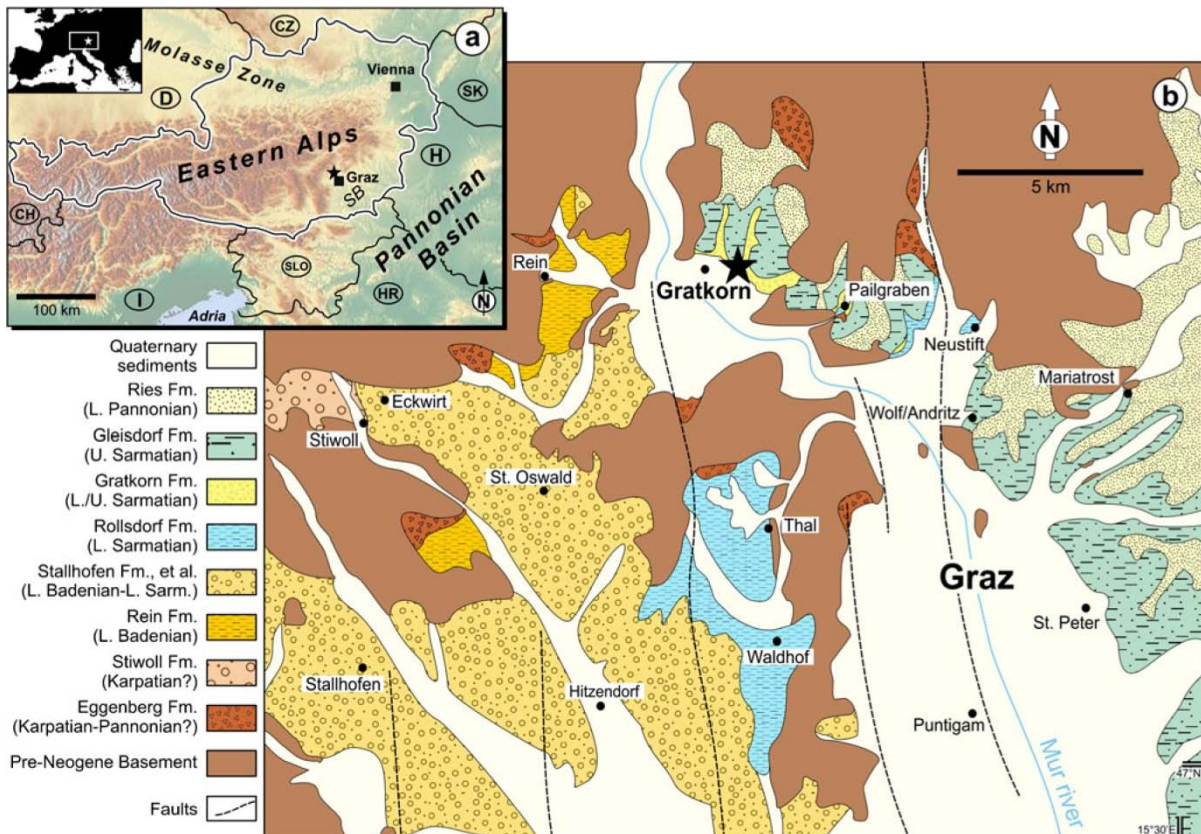 a
CZ
Molasse Zone
Vienna
D
SK
Eastern Alps
H
Graz
SB
CH
Pannonian
Basin
SLO
100 km
I
Adria
HR
N
b
N
5 km
Rein
Gratkorn
Pailgraben
Neustift
Mariatrost
Eckwirt
Wolf/Andritz
Stiwoll
St. Oswald
Thal
Graz
St. Peter
Waldhof
Stallhofen
Hitzendorf
Puntigam
Mur river
47°N
15°30'E
Quaternary
sediments
Ries Fm.
(L. Pannonian)
Gleisdorf Fm.
(U. Sarmatian)
Gratkorn Fm.
(L./U. Sarmatian)
Rollsdorf Fm.
(L. Sarmatian)
Stallhofen Fm., et al.
(L. Badenian-L. Sarm.)
Rein Fm.
(L. Badenian)
Stiwoll Fm.
(Karpatian?)
Eggenberg Fm.
(Karpatian-Pannonian?)
Pre-Neogene Basement
Faults